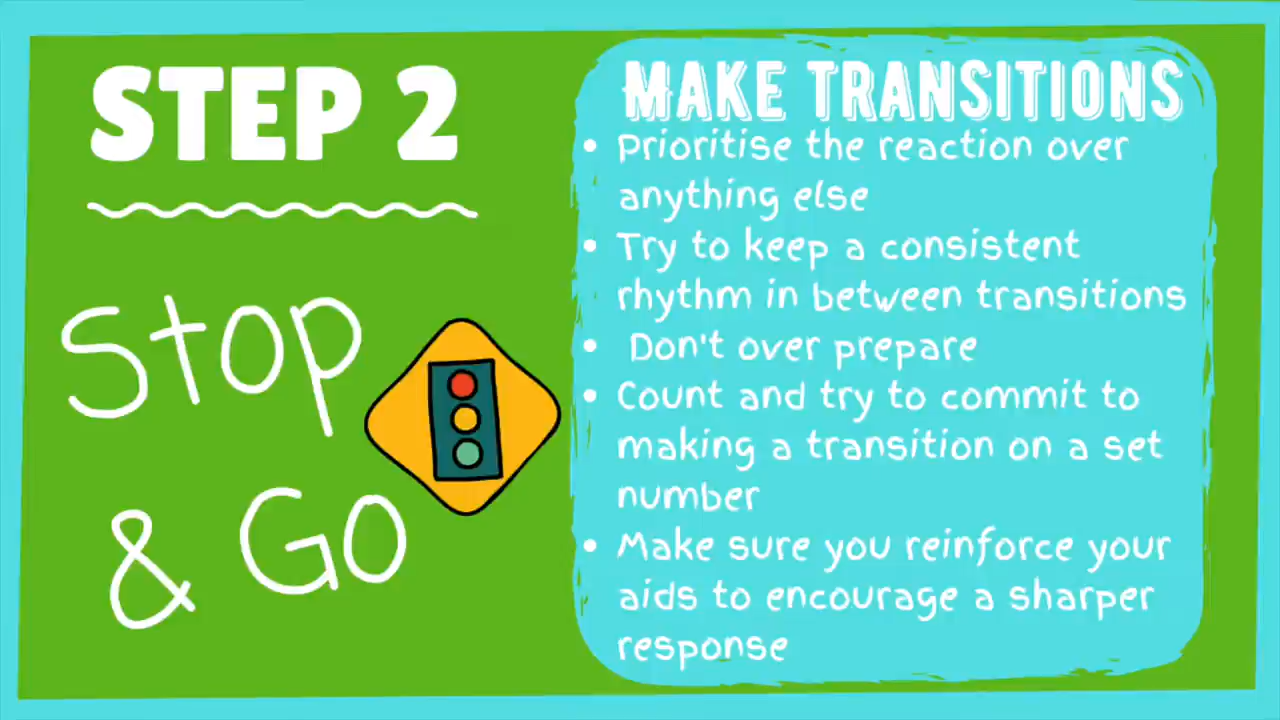 STEP 2
Stop
& Go
MAKE TRANSITIONS
• Prioritise the reaction over
anything else
• Try to keep a consistent
rhythm in between transitions
• Don't over prepare
• Count and try to commit to
making a transition on a set
number
• Make sure you reinforce your
aids to encourage a sharper
response